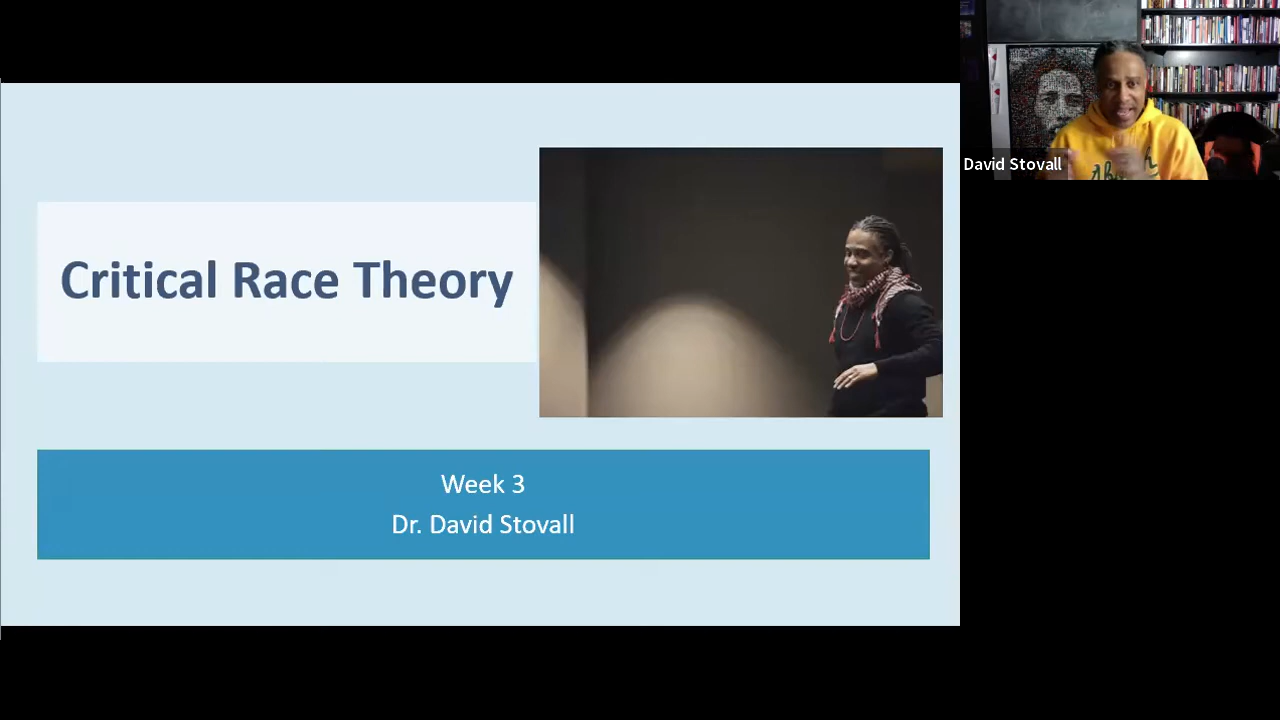 Critical Race Theory
Week 3
Dr. David Stovall
David Stovall